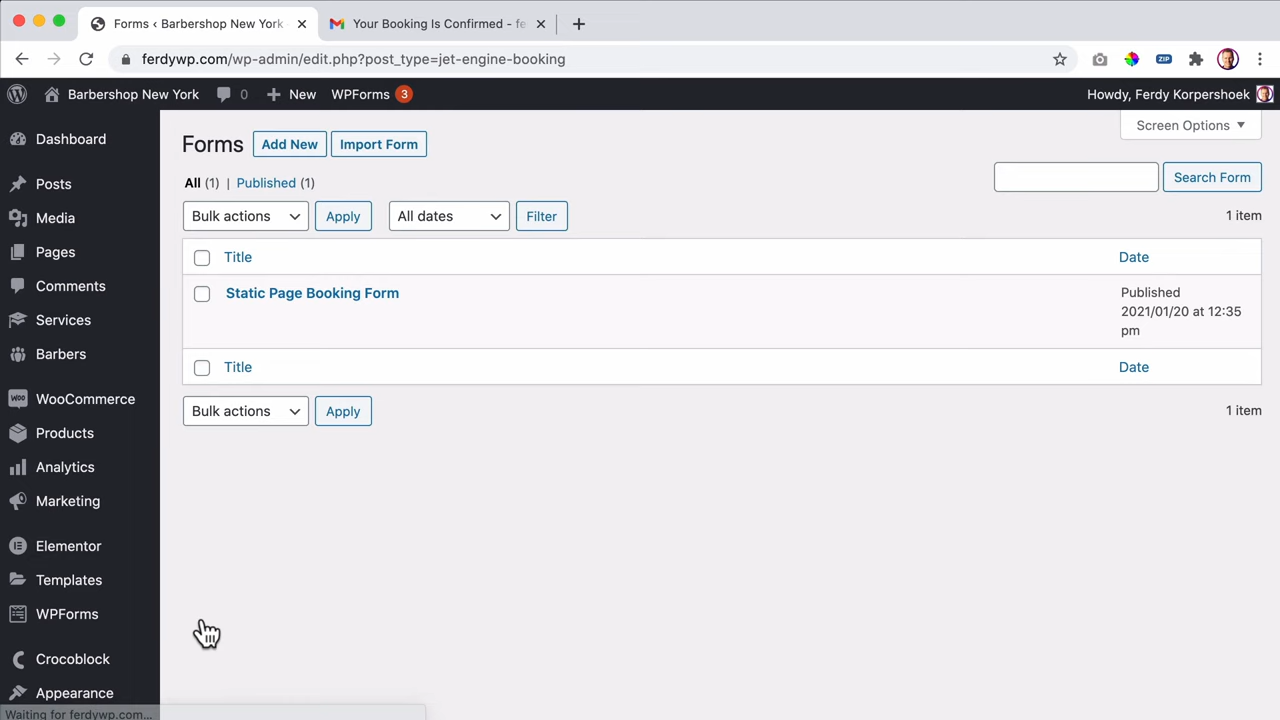 Forms < Barbershop New York
Your Booking Is Confirmed - fe
ferdywp.com/wp-admin/edit.php?post_type=jet-engine-booking
ZIP
Barbershop New York
0
New
WPForms 3
Howdy, Ferdy Korpershoek
Screen Options
Dashboard
Posts
Media
Pages
Comments
Services
Barbers
WooCommerce
Products
Analytics
Marketing
Elementor
Templates
WPForms
Crocoblock
Appearance
Forms
Add New
Import Form
All (1) | Published (1)
Search Form
Bulk actions
Apply
All dates
Filter
1 item
Title
Date
Static Page Booking Form
Published
2021/01/20 at 12:35
pm
Title
Date
Bulk actions
Apply
1 item
Waiting for ferdywp.com...